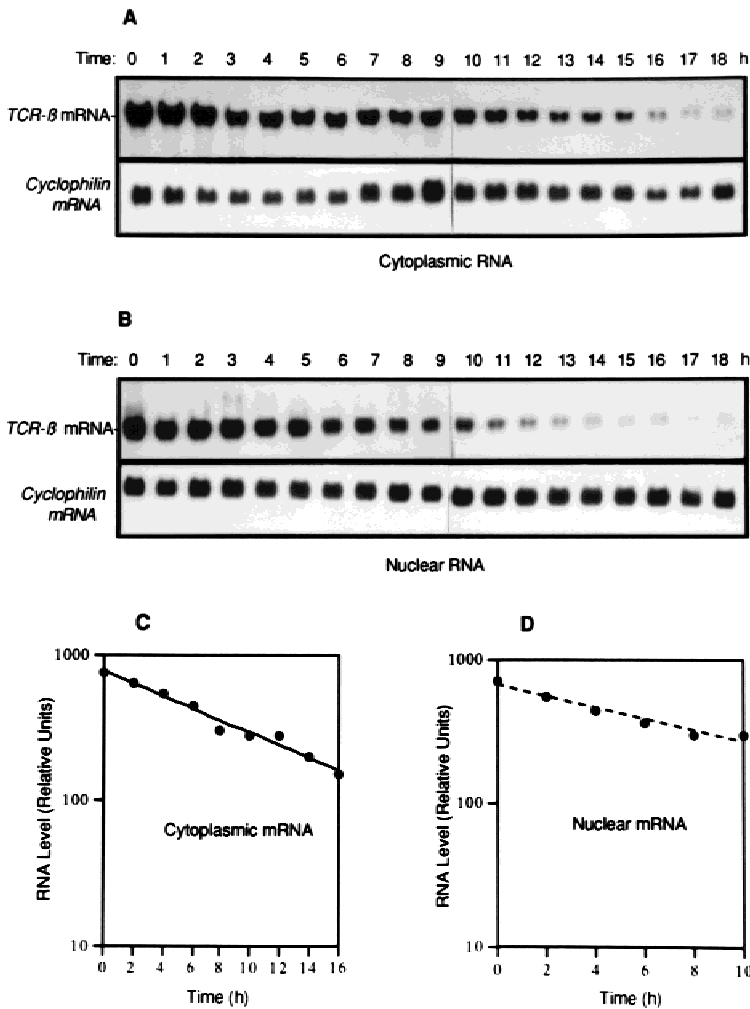 A
Time: 0 1 2 3 4 5 6 7 8 9 10 11 12 13 14 15 16 17 18 h
TCR-ß mRNA-
Cyclophilin
mRNA
Cytoplasmic RNA
B
Time: 0 1 2 3 4 5 6 7 8 9 10 11 12 13 14 15 16 17 18 h
TCR-ß mRNA-
Cyclophilin
mRNA
Nuclear RNA
C
RNA Level (Relative Units)
1000
100
10
Cytoplasmic mRNA
0 2 4 6 8 10 12 14 16
Time (h)
D
RNA Level (Relative Units)
1000
100
10
Nuclear mRNA
0 2 4 6 8 10
Time (h)